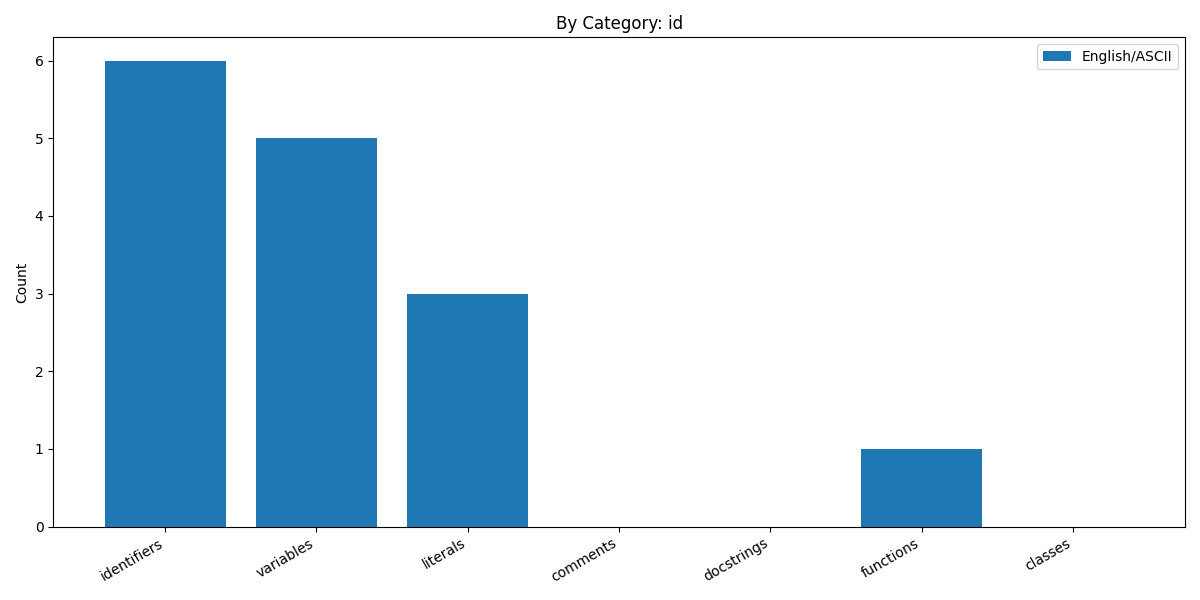 By Category: id
English/ASCII
Count
6
5
4
3
2
1
0
identifiers
variables
literals
comments
docstrings
functions
classes